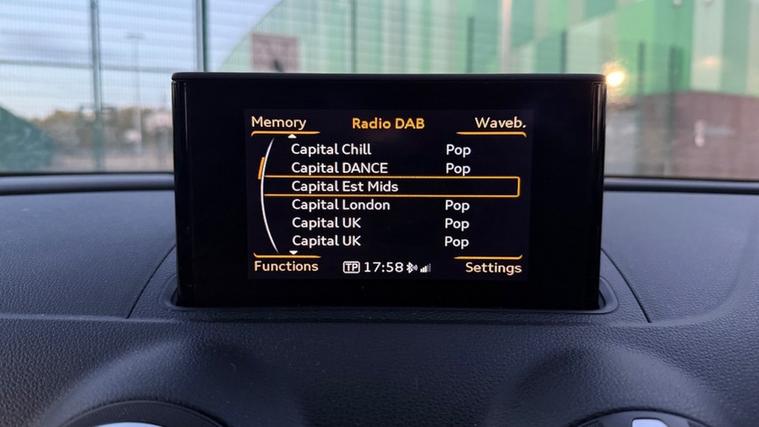 Memory Radio DAB Waveb.
Capital Chill Pop
Capital DANCE Pop
Capital Est Mids
Capital London Pop
Capital UK Pop
Capital UK Pop
Functions TP 17:58 Settings